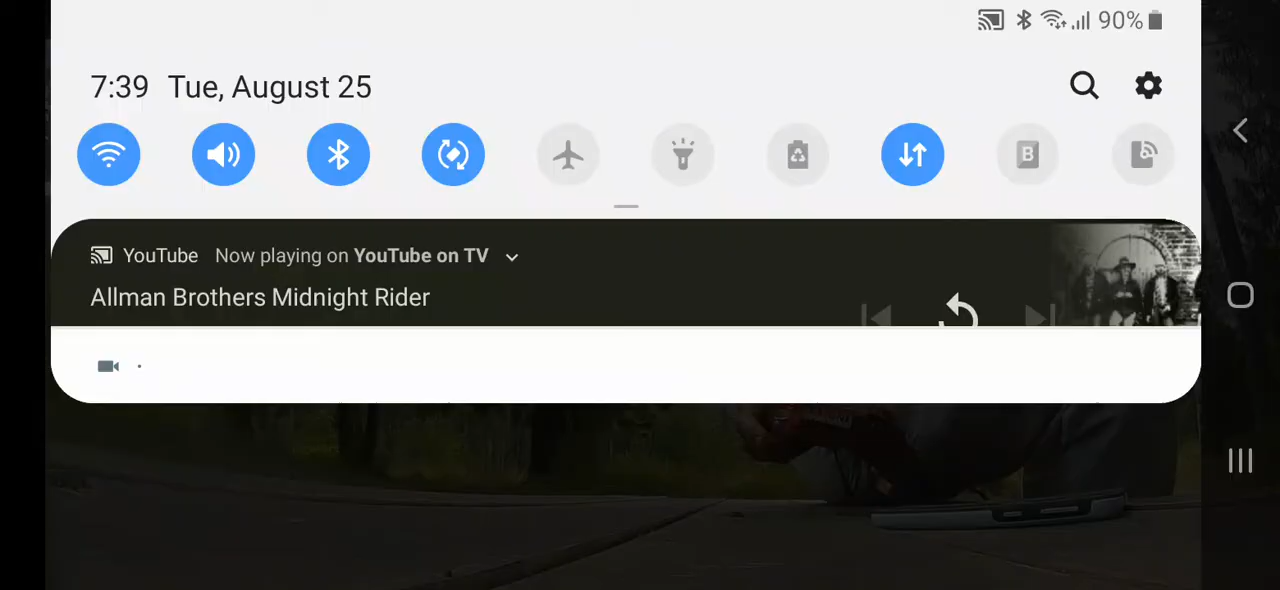 90%
7:39 Tue, August 25
B
YouTube Now playing on YouTube on TV
Allman Brothers Midnight Rider